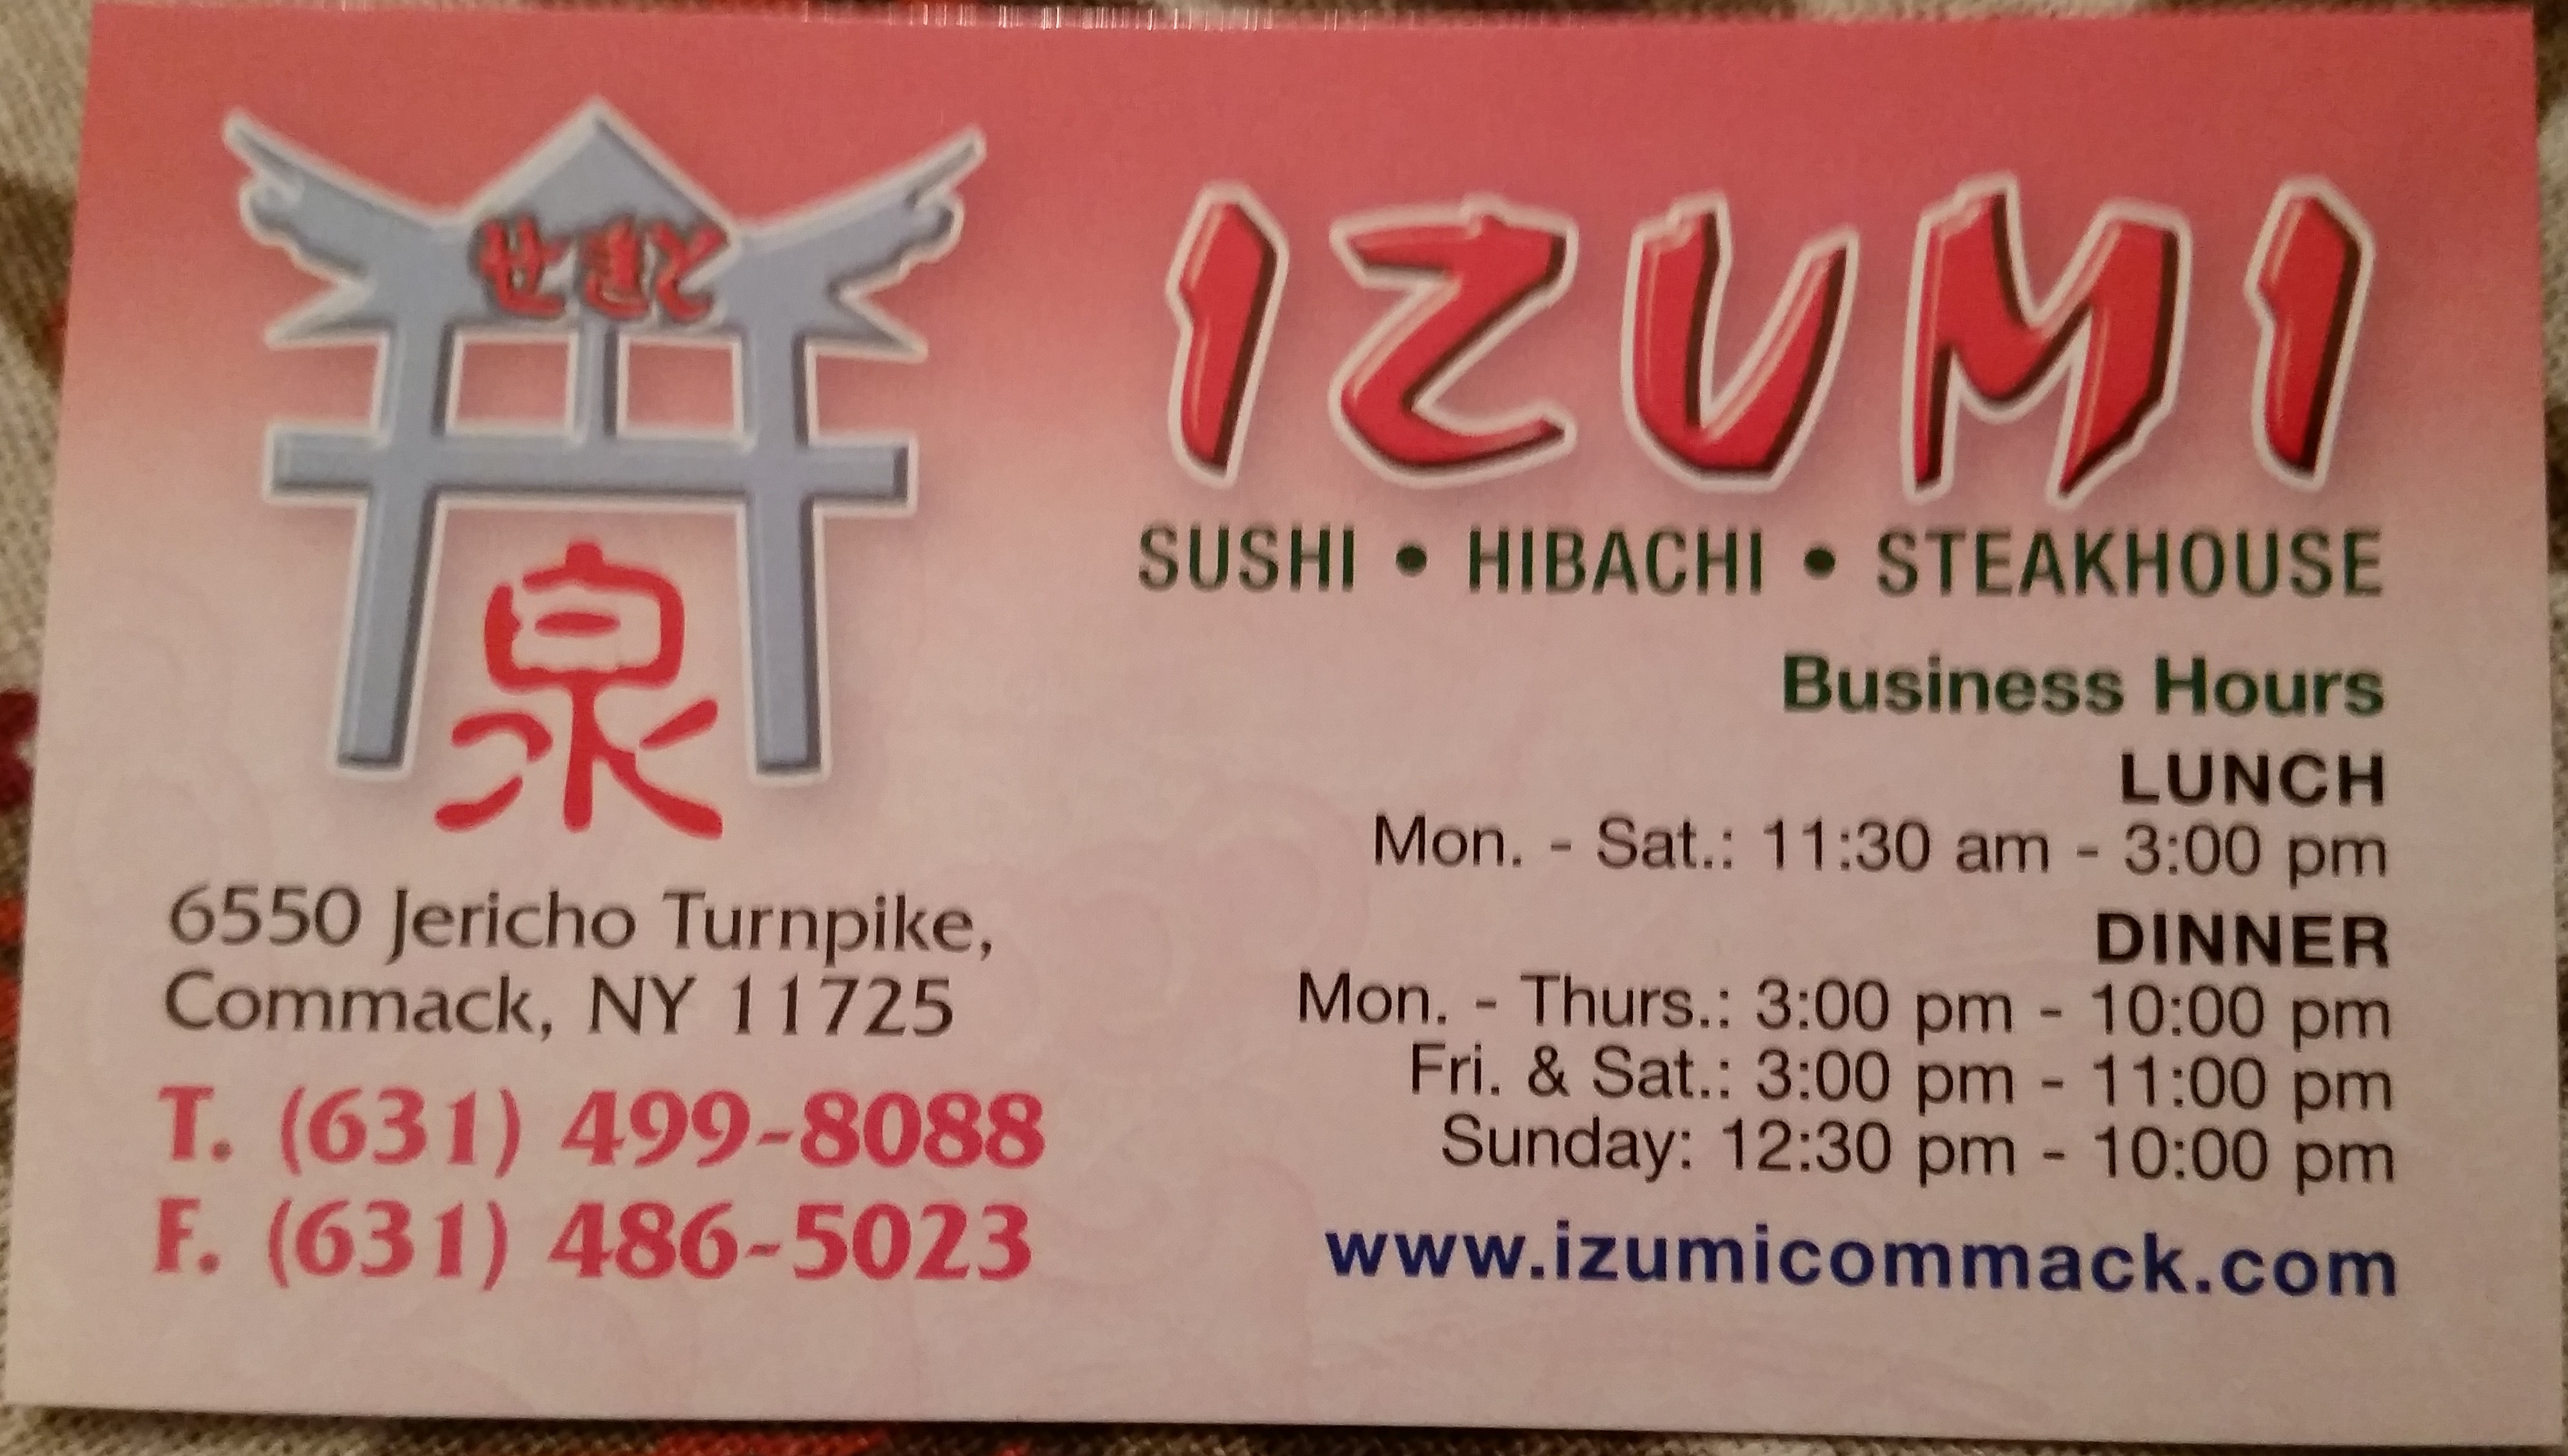 IZUMI
SUSHI • HIBACHI • STEAKHOUSE
泉
6550 Jericho Turnpike,
Commack, NY 11725
T. (631) 499-8088
F. (631) 486-5023
Business Hours
LUNCH
Mon. - Sat.: 11:30 am - 3:00 pm
DINNER
Mon. - Thurs.: 3:00 pm - 10:00 pm
Fri. & Sat.: 3:00 pm - 11:00 pm
Sunday: 12:30 pm - 10:00 pm
www.izumicommack.com